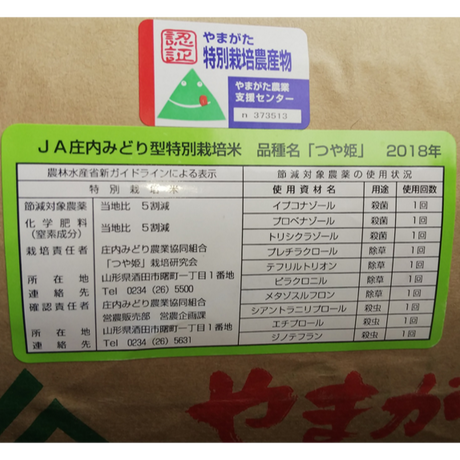 認証
やまがた
特別栽培農産物
やまがた農業
支援センター
n 373513
JA庄内みどり型特別栽培米 品種名「つや姫」 2018年
農林水産省新ガイドラインによる表示
特別栽培米
節減対象農薬 当地比 5割減
化学肥料 当地比 5割減
(窒素成分)
栽培責任者 庄内みどり農業協同組合
「つや姫」栽培研究会
所在地 山形県酒田市曙町一丁目1番地
連絡先 Tel 0234 (26) 5500
確認責任者 庄内みどり農業協同組合
営農販売部 営農企画課
所在地 山形県酒田市曙町一丁目1番地
連絡先 Tel 0234 (26) 5631
節減対象農薬の使用状況
使用資材名 用途 使用回数
イプコナゾール 殺菌 1回
プロベナゾール 殺菌 1回
トリシクラゾール 殺菌 1回
プレチラクロール 除草 1回
テフリルトリオン 除草 1回
ピラクロニル 除草 1回
メタゾスルフロン 除草 1回
シアントラニリプロール 殺虫 1回
エチプロール 殺虫 1回
ジノテフラン 殺虫 1回
やまが